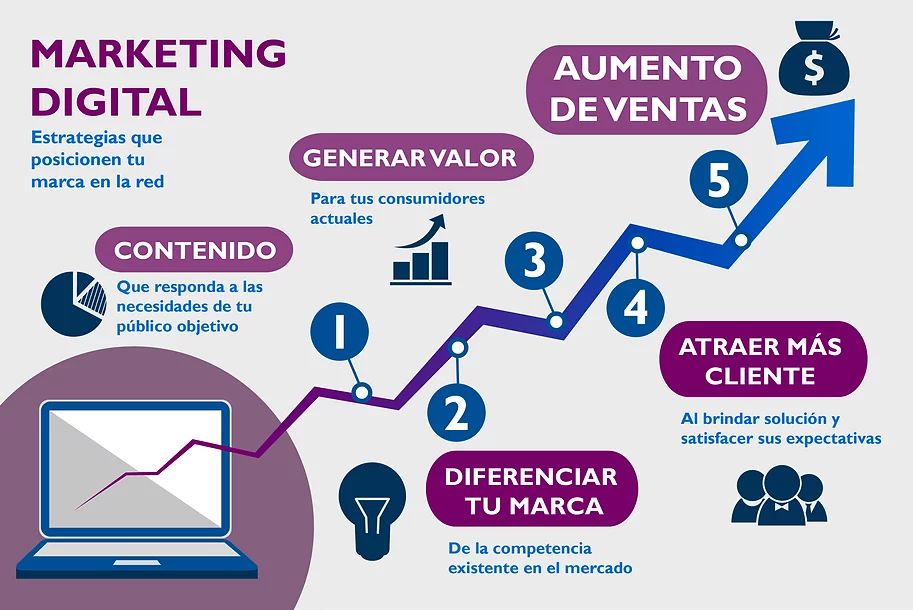 MARKETING
DIGITAL
Estrategias que
posicionen tu
marca en la red
CONTENIDO
Que responda a las
necesidades de tu
público objetivo
1
2
DIFERENCIAR
TU MARCA
De la competencia
existente en el mercado
GENERAR VALOR
Para tus consumidores
actuales
3
4
ATRAER MÁS
CLIENTE
Al brindar solución y
satisfacer sus expectativas
5
AUMENTO
DE VENTAS
$